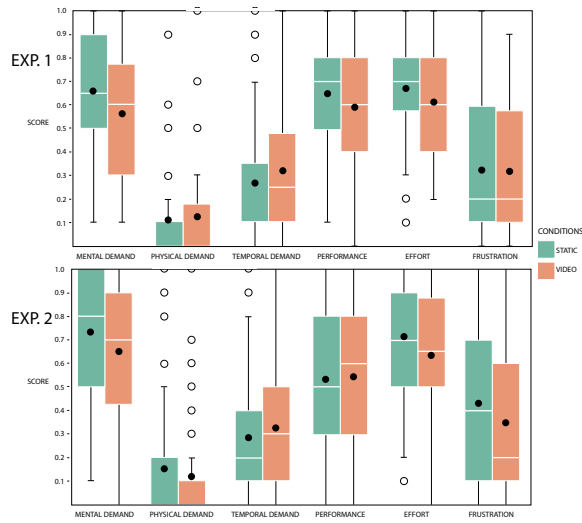 1.0
0.9
0.8
EXP. 1
0.7
0.6
0.5
SCORE
0.4
0.3
0.2
0.1
MENTAL DEMAND PHYSICAL DEMAND TEMPORAL DEMAND PERFORMANCE EFFORT FRUSTRATION
CONDITIONS
STATIC
VIDEO
1.0
0.9
0.8
EXP. 2
0.7
0.6
SCORE
0.5
0.4
0.3
0.2
0.1
MENTAL DEMAND PHYSICAL DEMAND TEMPORAL DEMAND PERFORMANCE EFFORT FRUSTRATION